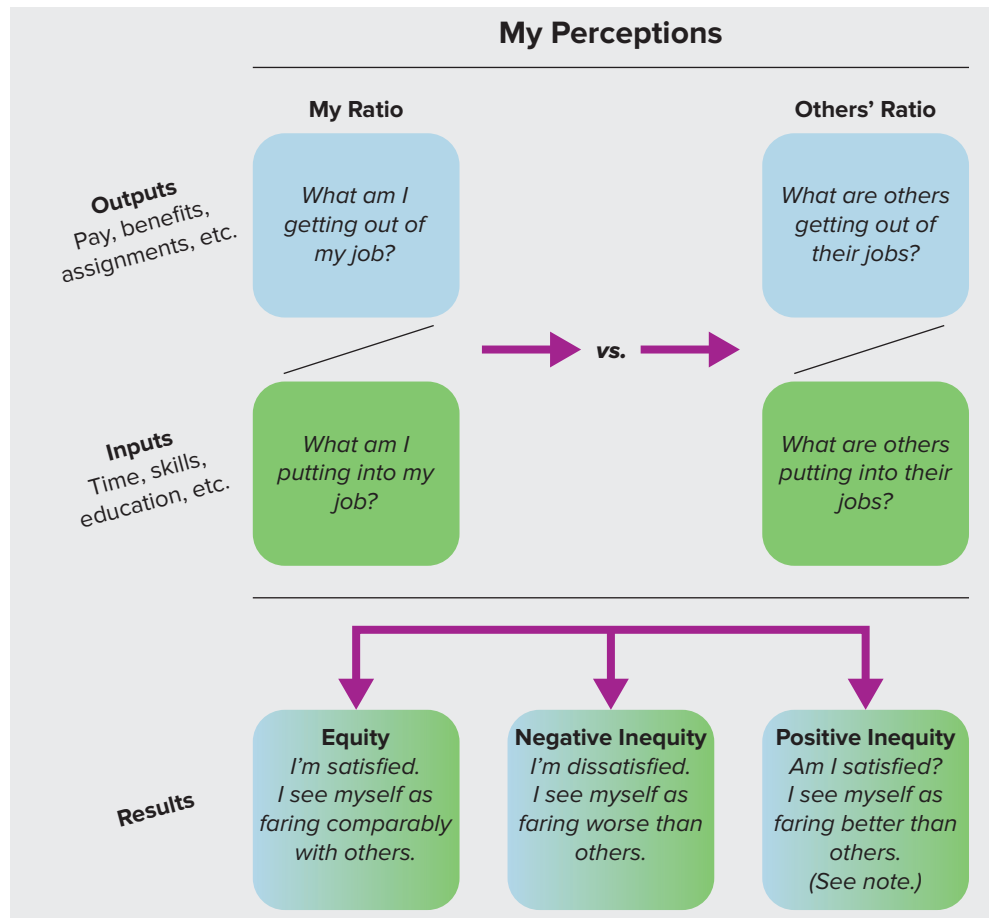 My Perceptions
My Ratio
Others’ Ratio
Outputs
Pay, benefits,
assignments, etc.
What am I
getting out of
my job?
What are others
getting out of
their jobs?
vs.
Inputs
Time, skills,
education, etc.
What am I
putting into my
job?
What are others
putting into their
jobs?
Results
Equity
I’m satisfied.
I see myself as
faring comparably
with others.
Negative Inequity
I’m dissatisfied.
I see myself as
faring worse than
others.
Positive Inequity
Am I satisfied?
I see myself as
faring better than
others.
(See note.)